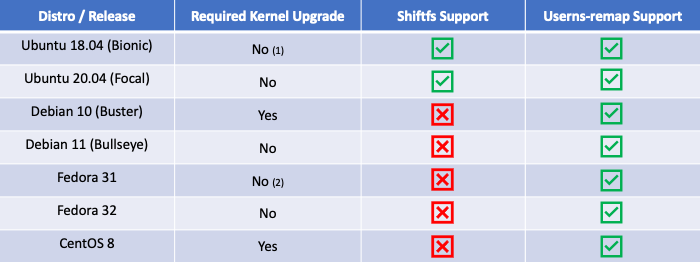 Distro / Release Required Kernel Upgrade Shiftfs Support Userns-remap Support
Ubuntu 18.04 (Bionic) No (1)
Ubuntu 20.04 (Focal) No
Debian 10 (Buster) Yes
Debian 11 (Bullseye) No
Fedora 31 No (2)
Fedora 32 No
CentOS 8 Yes